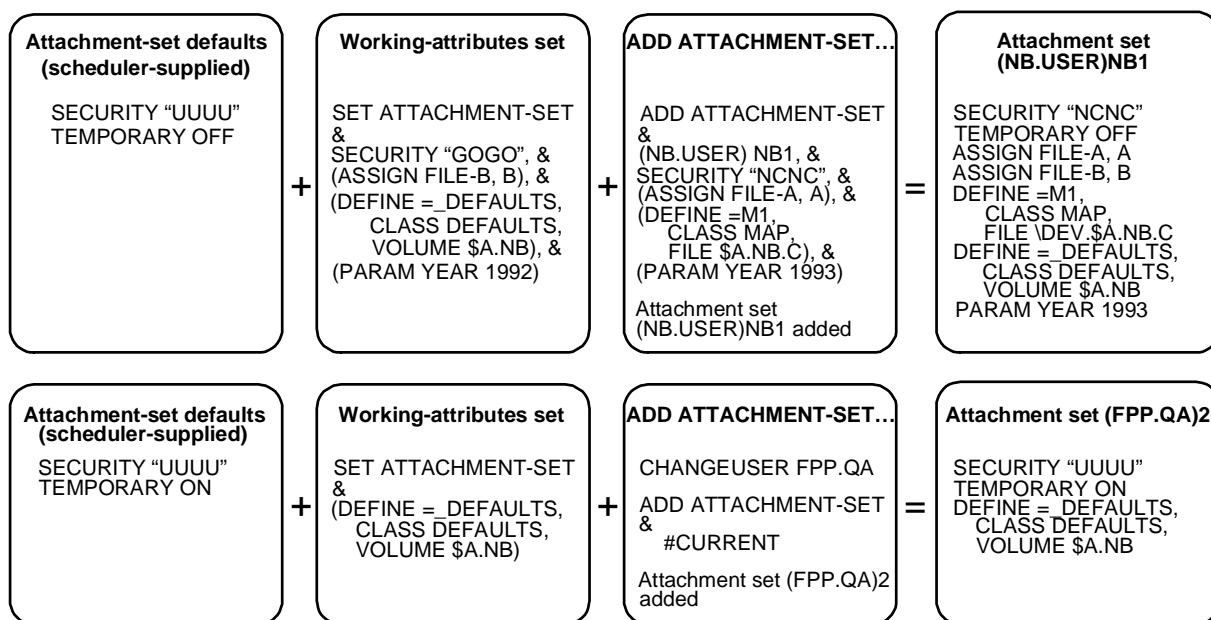 Attachment-set defaults
(scheduler-supplied)
SECURITY “UUUU”
TEMPORARY OFF
+
Working-attributes set
SET ATTACHMENT-SET
&
SECURITY “GOGO”, &
(ASSIGN FILE-B, B), &
(DEFINE =_DEFAULTS,
CLASS DEFAULTS,
VOLUME $A.NB), &
(PARAM YEAR 1992)
+
ADD ATTACHMENT-SET...
ADD ATTACHMENT-SET
&
(NB.USER) NB1, &
SECURITY “NCNC”, &
(ASSIGN FILE-A, A), &
(DEFINE =M1,
CLASS MAP,
FILE $A.NB.C), &
(PARAM YEAR 1993)
Attachment set
(NB.USER)NB1 added
=
Attachment set
(NB.USER)NB1
SECURITY “NCNC”
TEMPORARY OFF
ASSIGN FILE-A, A
ASSIGN FILE-B, B
DEFINE =M1,
CLASS MAP,
FILE \DEV.$A.NB.C
DEFINE =_DEFAULTS,
CLASS DEFAULTS,
VOLUME $A.NB
PARAM YEAR 1993
Attachment-set defaults
(scheduler-supplied)
SECURITY “UUUU”
TEMPORARY ON
+
Working-attributes set
SET ATTACHMENT-SET
&
(DEFINE =_DEFAULTS,
CLASS DEFAULTS,
VOLUME $A.NB)
+
ADD ATTACHMENT-SET...
CHANGEUSER FPP.QA
ADD ATTACHMENT-SET
&
#CURRENT
Attachment set (FPP.QA)2
added
=
Attachment set (FPP.QA)2
SECURITY “UUUU”
TEMPORARY ON
DEFINE =_DEFAULTS,
CLASS DEFAULTS,
VOLUME $A.NB